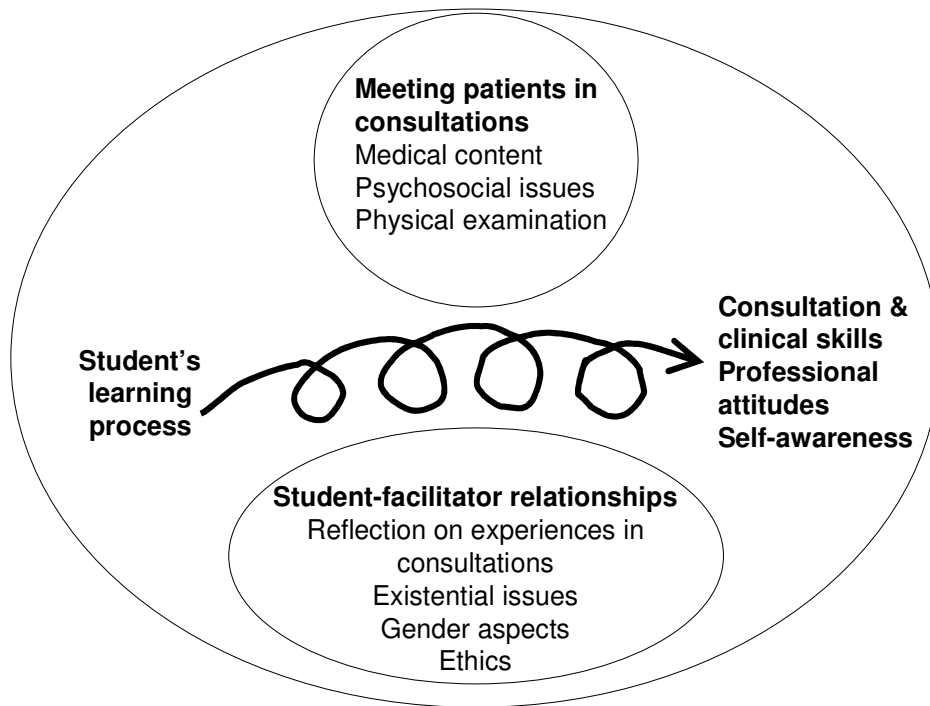 Meeting patients in
consultations
Medical content
Psychosocial issues
Physical examination
Student’s
learning
process
Consultation &
clinical skills
Professional
attitudes
Self-awareness
Student-facilitator relationships
Reflection on experiences in
consultations
Existential issues
Gender aspects
Ethics